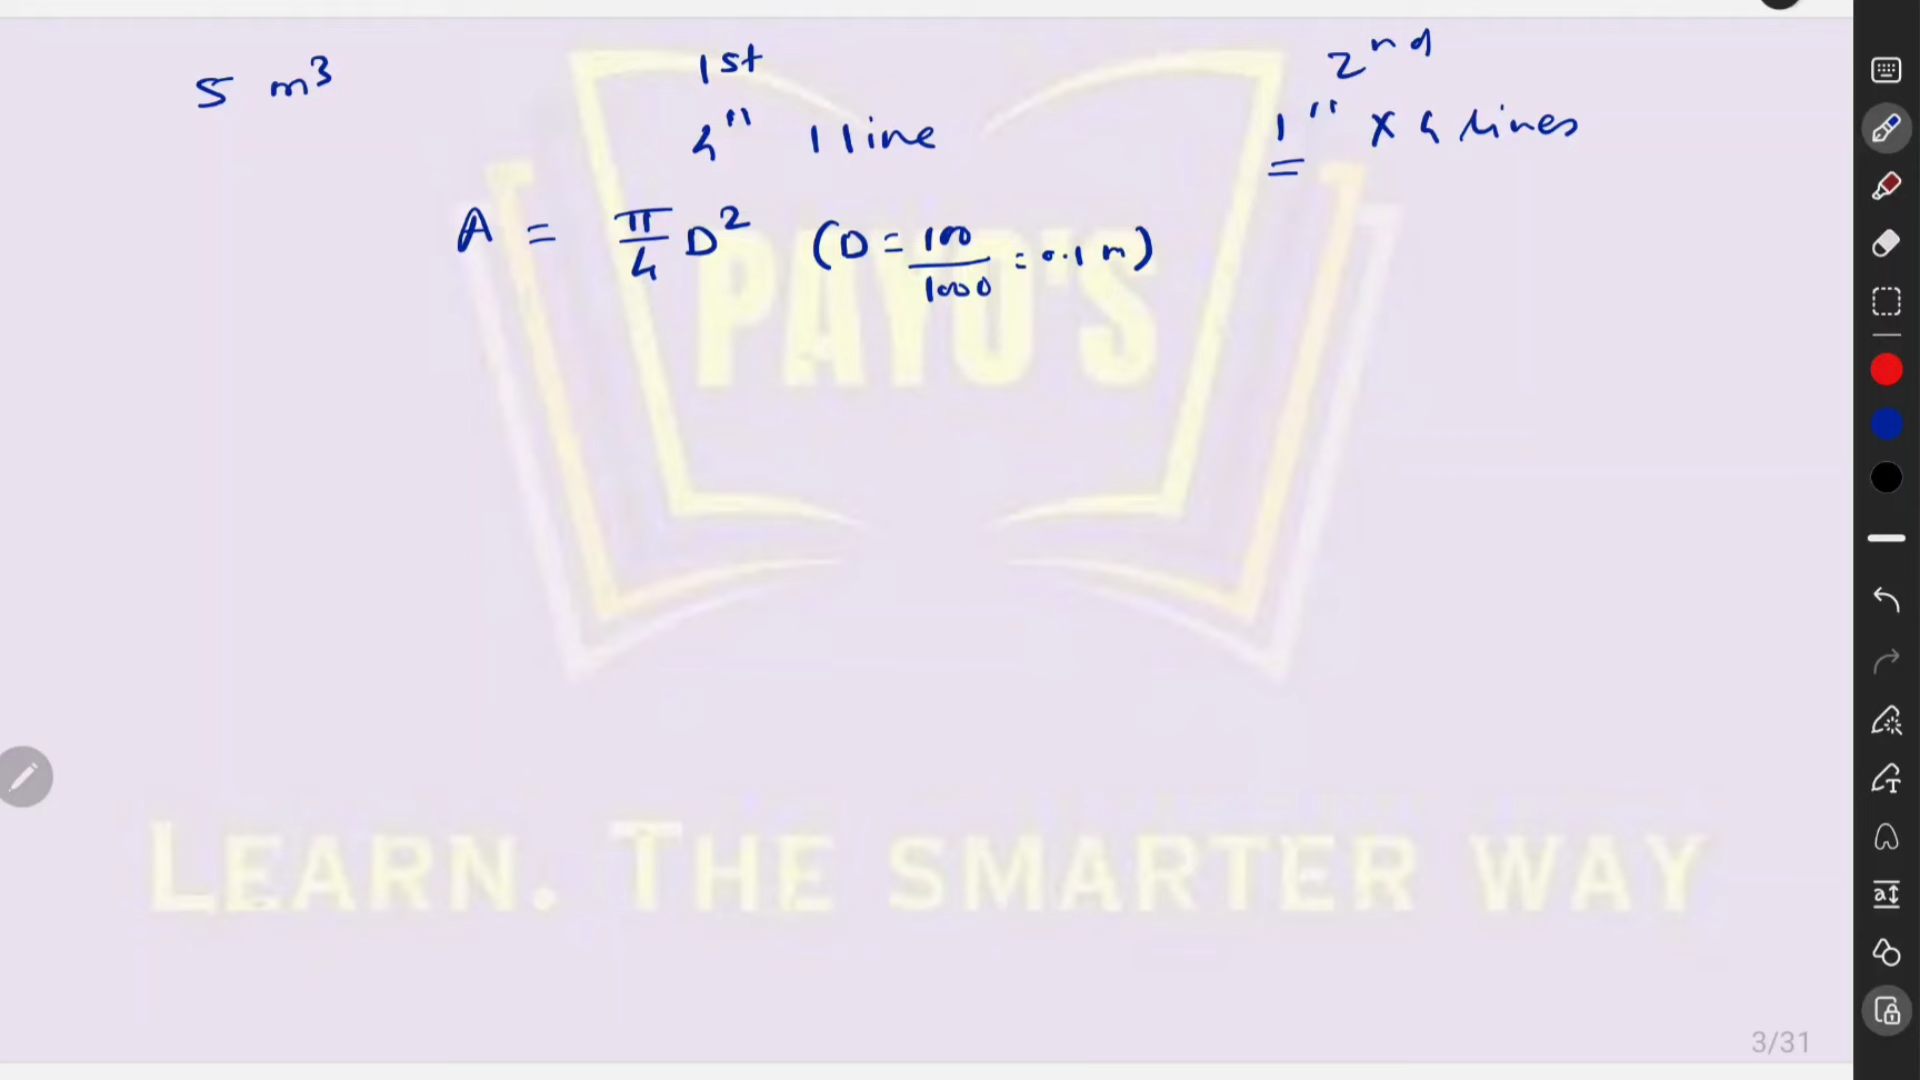 5 m³
1st
4" 1 line
2nd
1" x 4 lines
A = π/4 D² (D = 100/1000 = 0.1 m)
PAYO'S
LEARN. THE SMARTER WAY
3/31